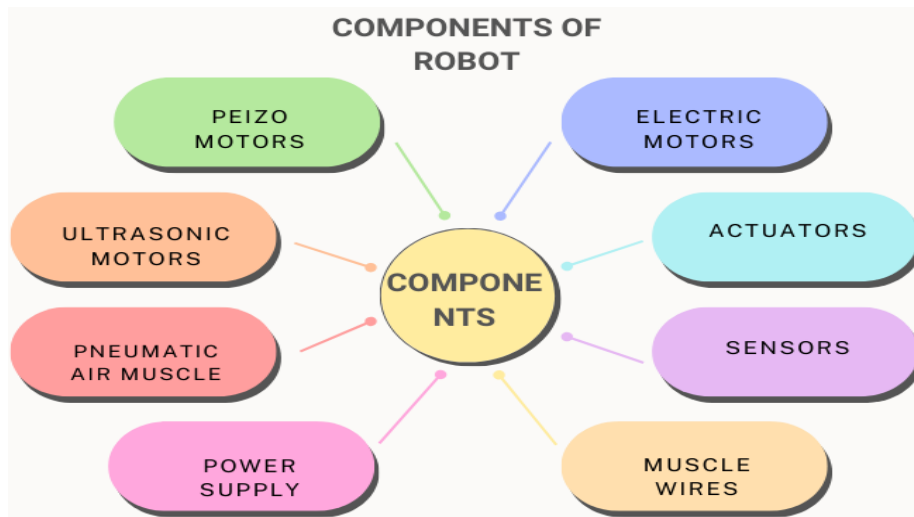 COMPONENTS OF
ROBOT
PEIZO
MOTORS
ELECTRIC
MOTORS
ULTRASONIC
MOTORS
ACTUATORS
COMPONE
NTS
PNEUMATIC
AIR MUSCLE
SENSORS
POWER
SUPPLY
MUSCLE
WIRES